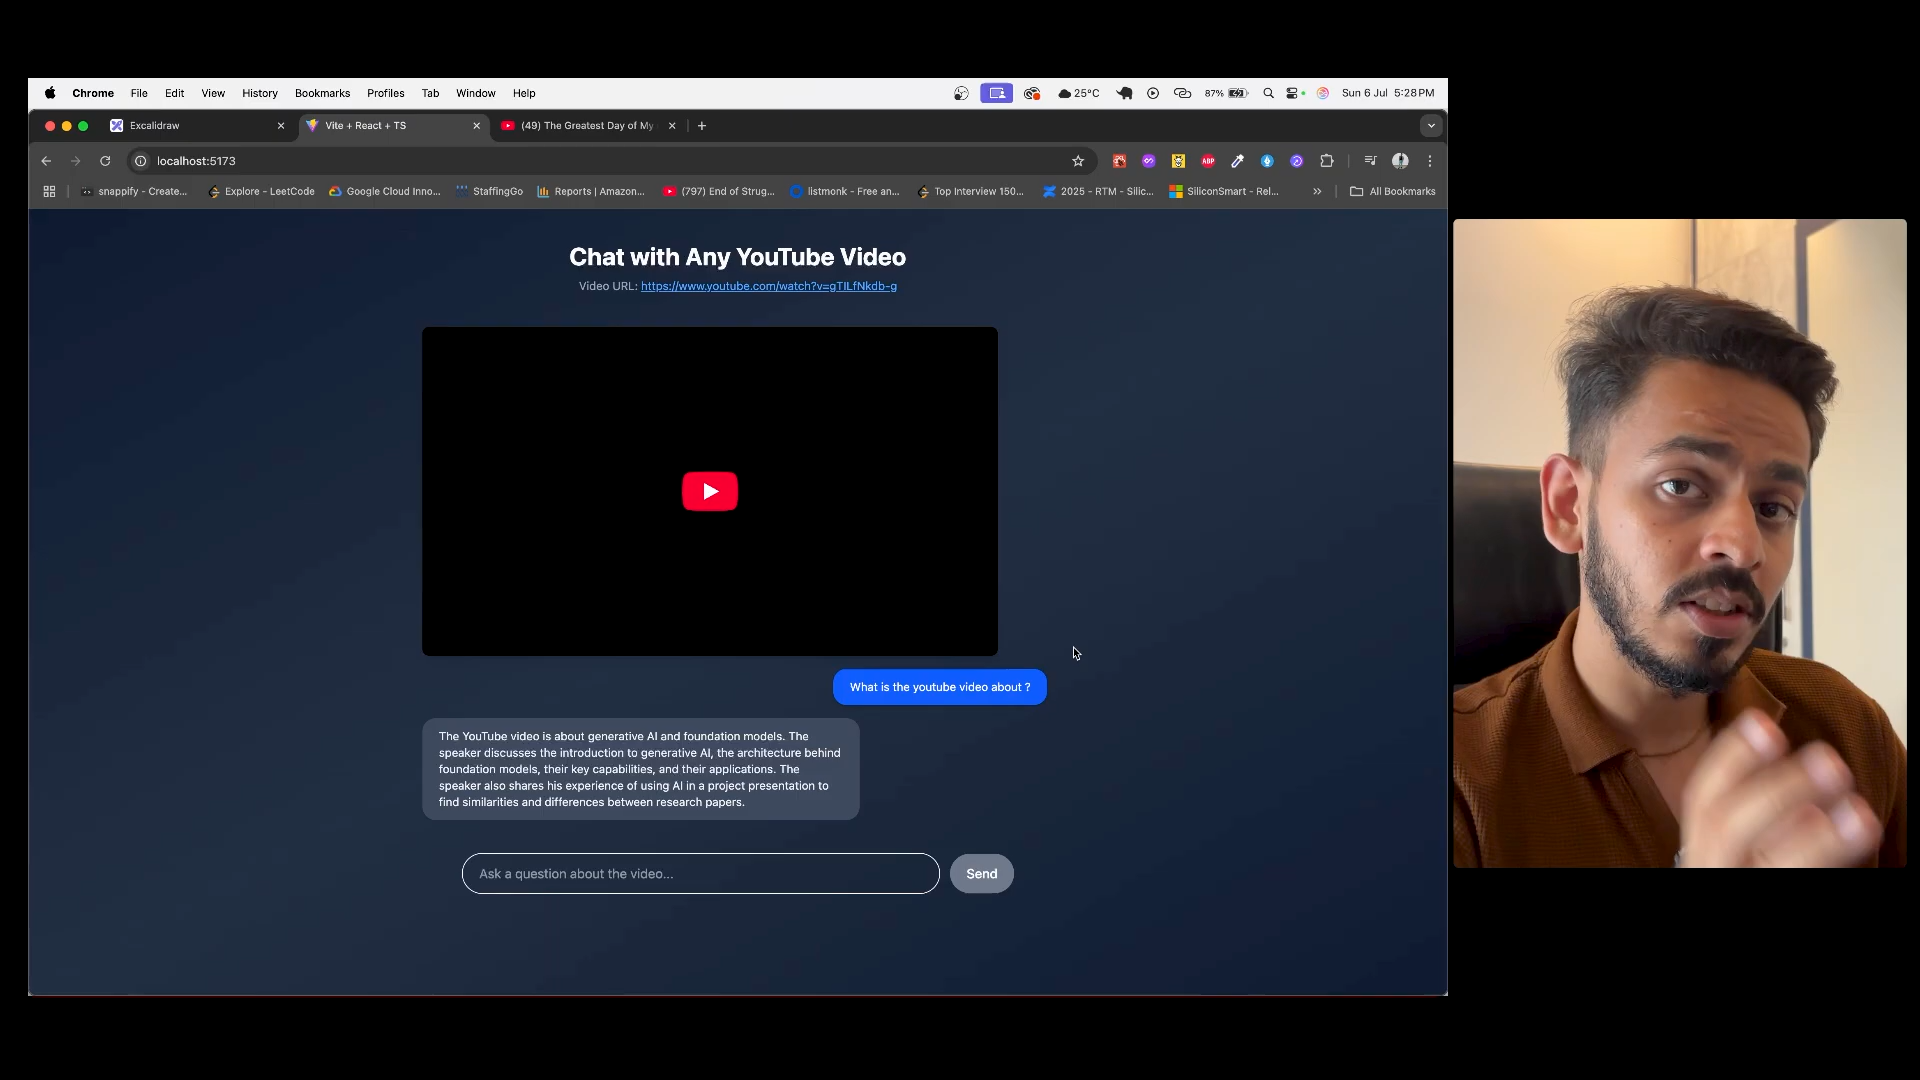 Chrome File Edit View History Bookmarks Profiles Tab Window Help 25°C 87% Sun 6 Jul 5:28 PM
Excalidraw Vite + React + TS (49) The Greatest Day of My
localhost:5173 ABP
snappify - Create... Explore - LeetCode Google Cloud Inno... StaffingGo Reports | Amazon... (797) End of Strug... listmonk - Free an... Top Interview 150... 2025 - RTM - Silic... SiliconSmart - Rel... » All Bookmarks
Chat with Any YouTube Video
Video URL: https://www.youtube.com/watch?v=gTILfNkdb-g
What is the youtube video about ?
The YouTube video is about generative AI and foundation models. The
speaker discusses the introduction to generative AI, the architecture behind
foundation models, their key capabilities, and their applications. The
speaker also shares his experience of using AI in a project presentation to
find similarities and differences between research papers.
Ask a question about the video... Send